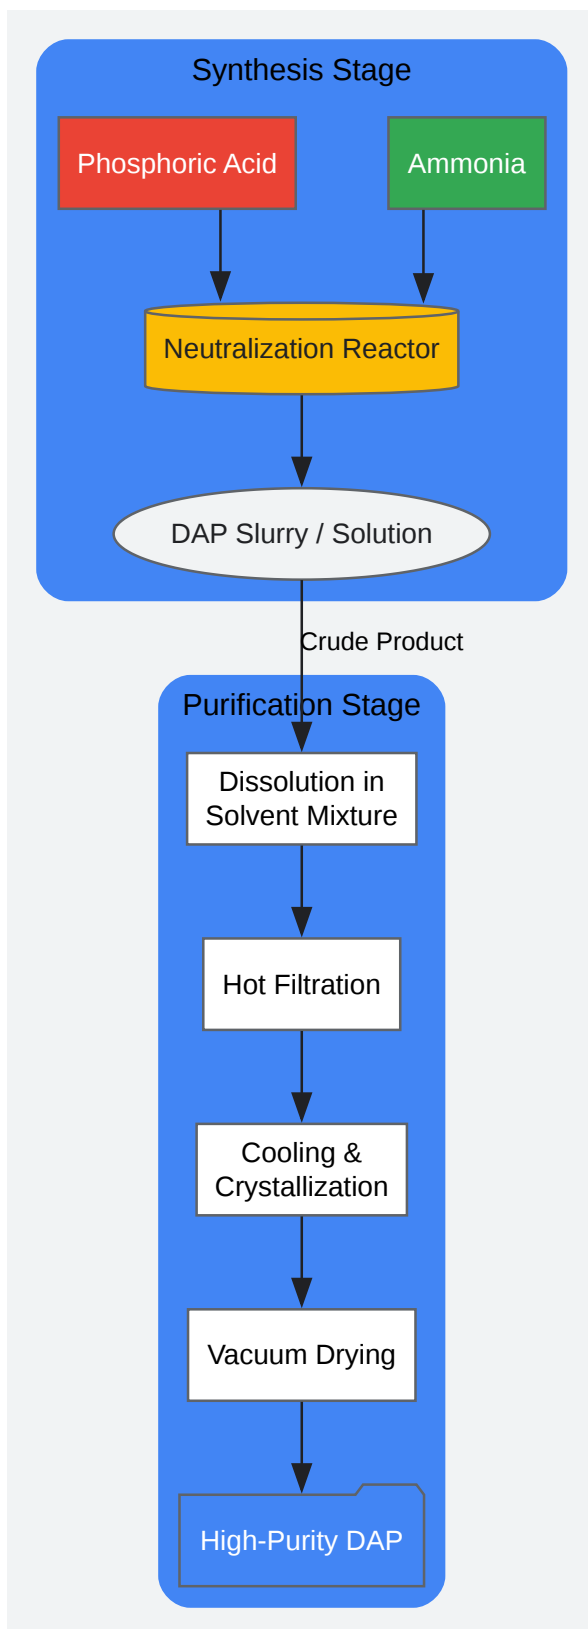 Synthesis Stage
Phosphoric Acid
Ammonia
Neutralization Reactor
DAP Slurry / Solution
Crude Product
Purification Stage
Dissolution in
Solvent Mixture
Hot Filtration
Cooling &
Crystallization
Vacuum Drying
High-Purity DAP